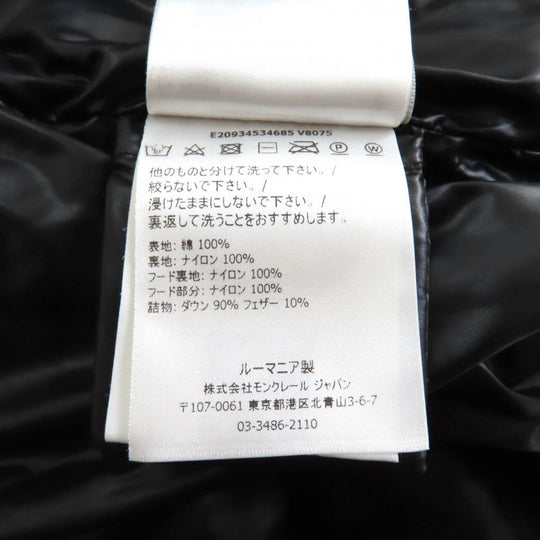 E20934534685 V8075
他のものと分けて洗って下さい。/
絞らないで下さい。/
浸けたままにしないで下さい。/
裏返して洗うことをおすすめします。
表地: 綿 100%
裏地: ナイロン 100%
フード裏地: ナイロン 100%
フード部分: ナイロン 100%
詰物: ダウン 90% フェザー 10%
ルーマニア製
株式会社モンクレール ジャパン
〒107-0061 東京都港区北青山3-6-7
03-3486-2110